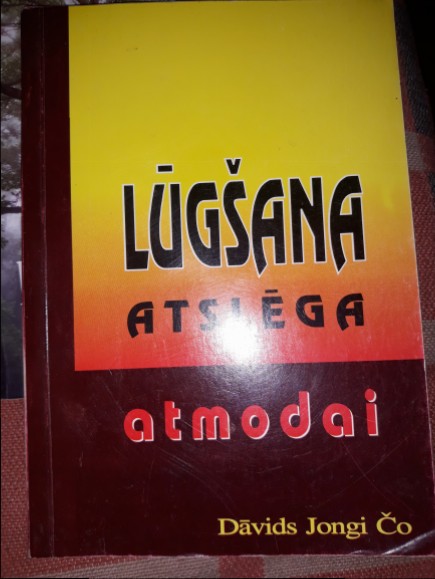 LŪGŠANA
ATSLĒGA
atmodai
Dāvids Jongi Čo